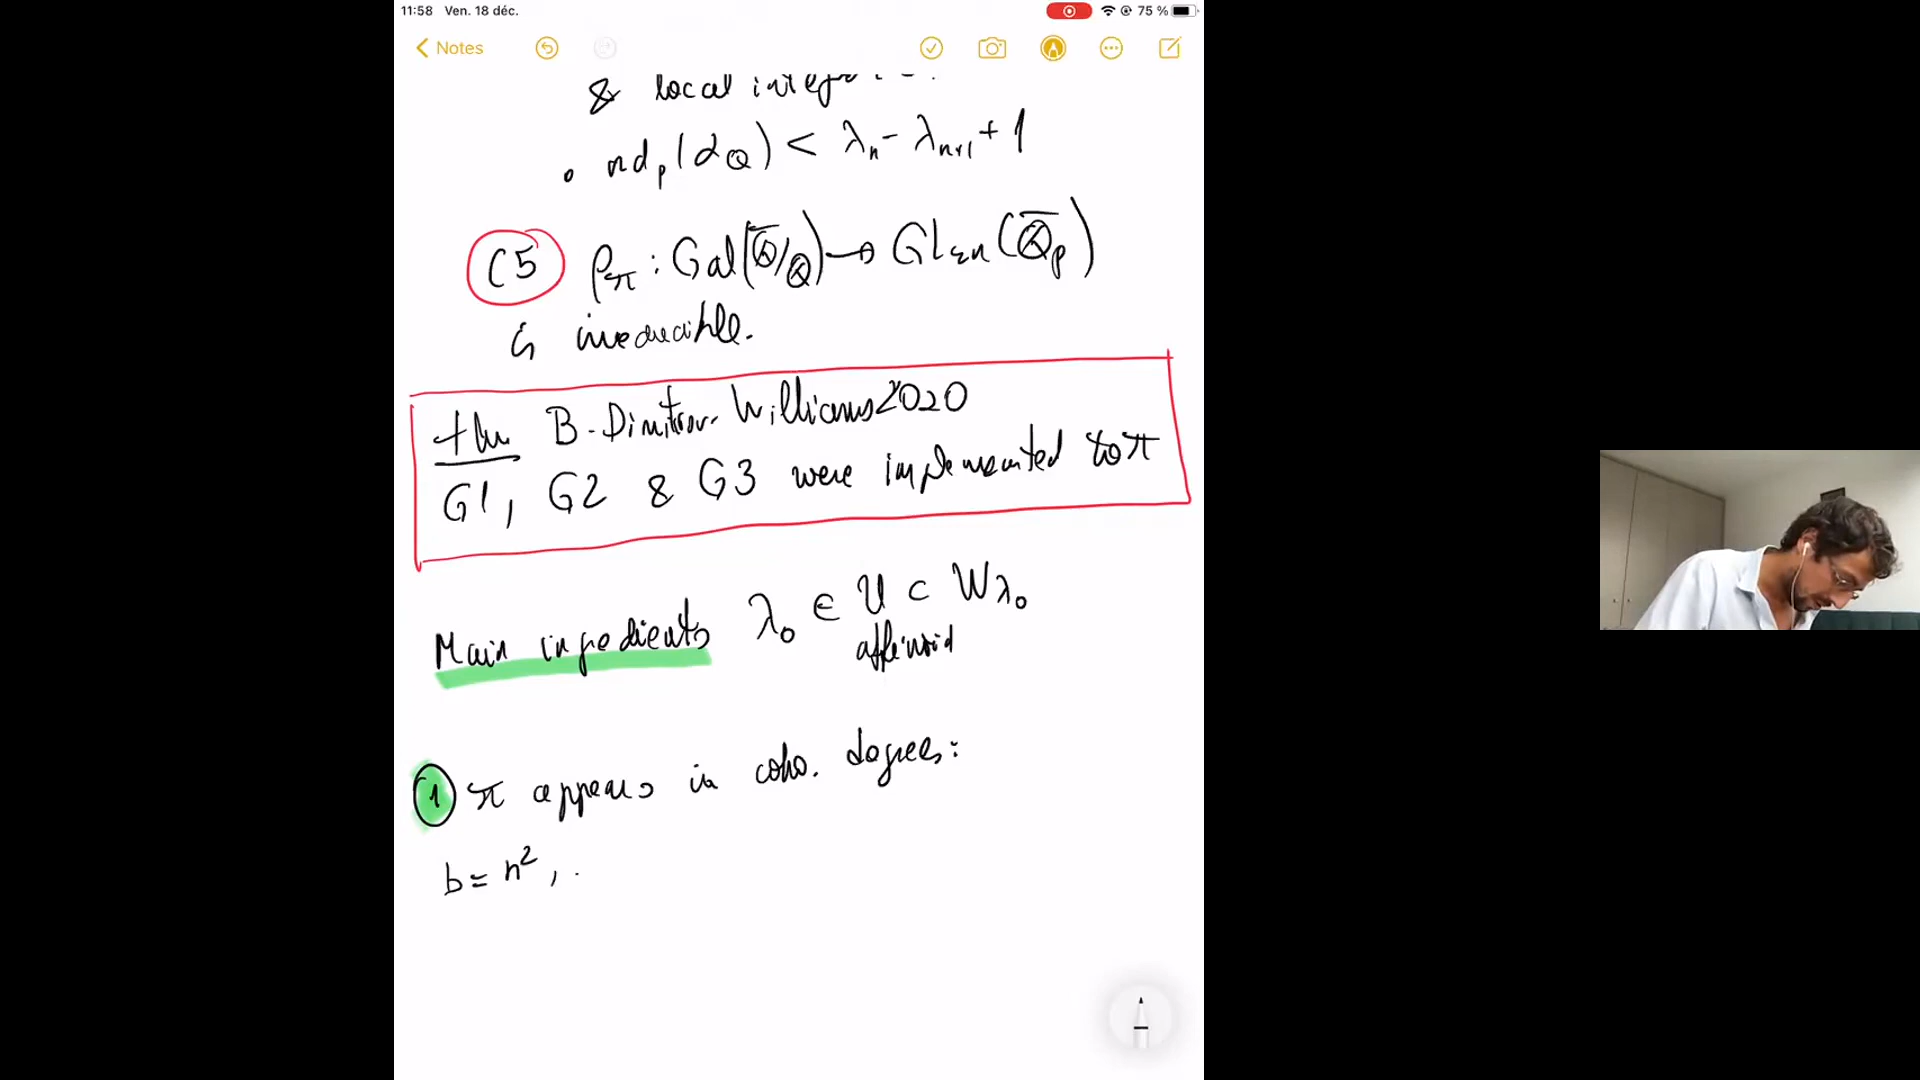 11:58 Ven. 18 déc. 75 %
Notes
& local
• nd_p(α_Q) < λ_n - λ_{n+1} + 1
C5 ρ_π : Gal(Q̄/Q) → GL_{2n}(Q̄_p)
is irreducible.
thm B-Dimitrov-Williams 2020
G1, G2 & G3 were implemented to π
Main ingredients λ_0 ∈ U ⊂ W_{λ_0}
affinoid
1 π appears in coho. degrees:
b = n²,